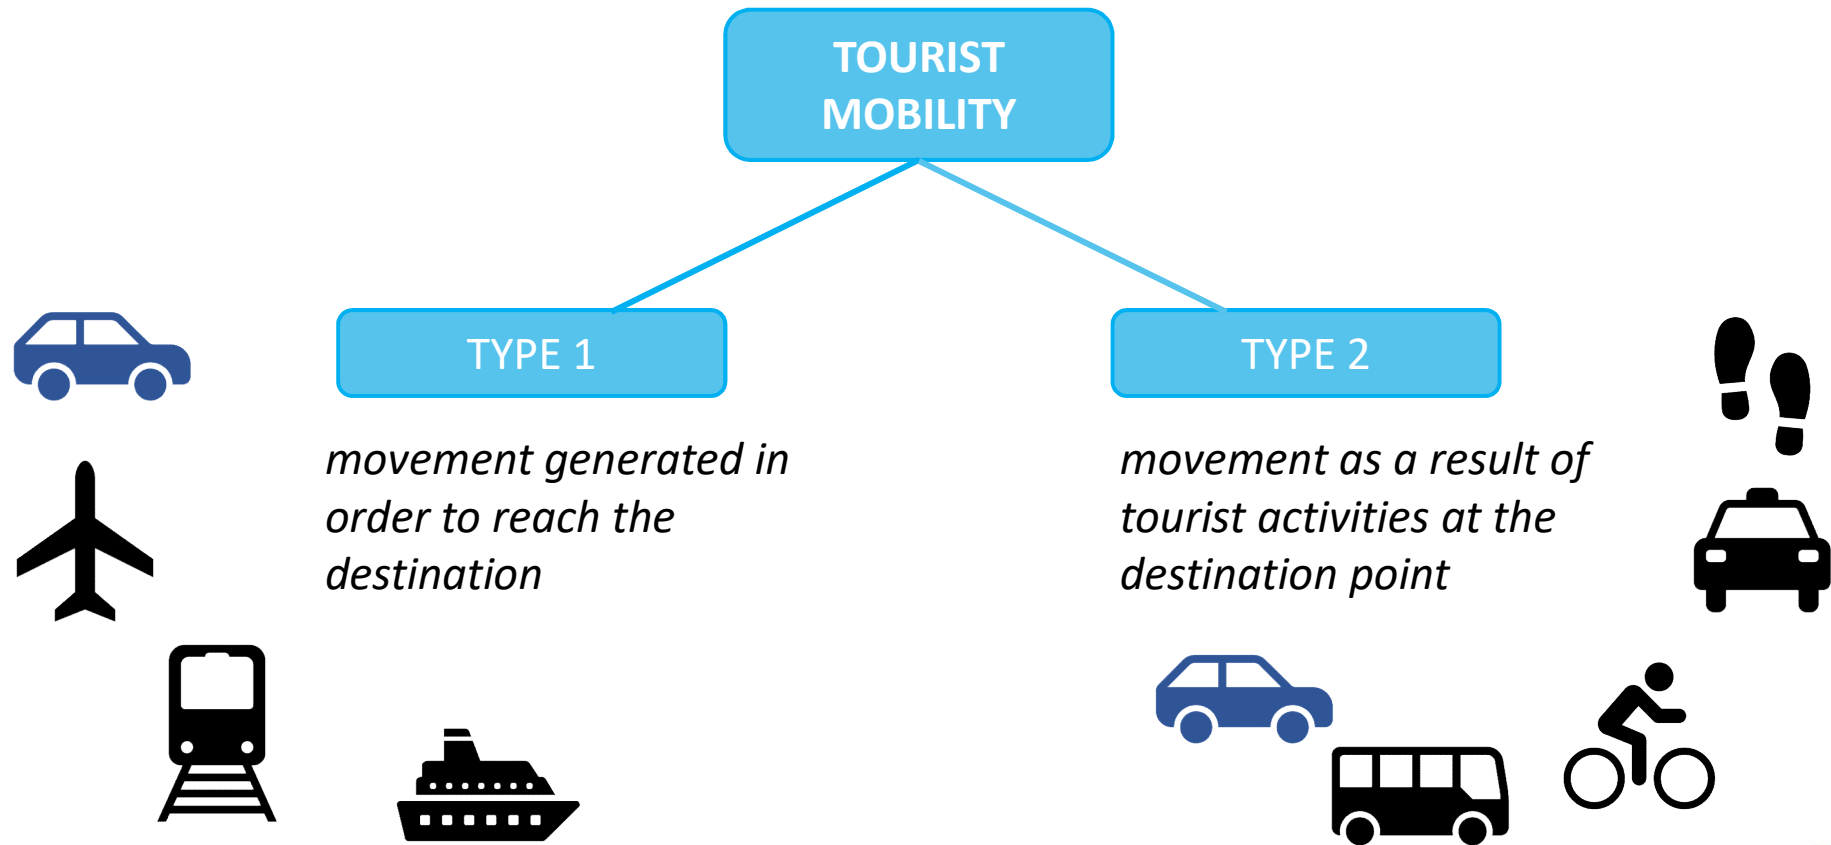 TOURIST
MOBILITY
TYPE 1
movement generated in
order to reach the
destination
TYPE 2
movement as a result of
tourist activities at the
destination point